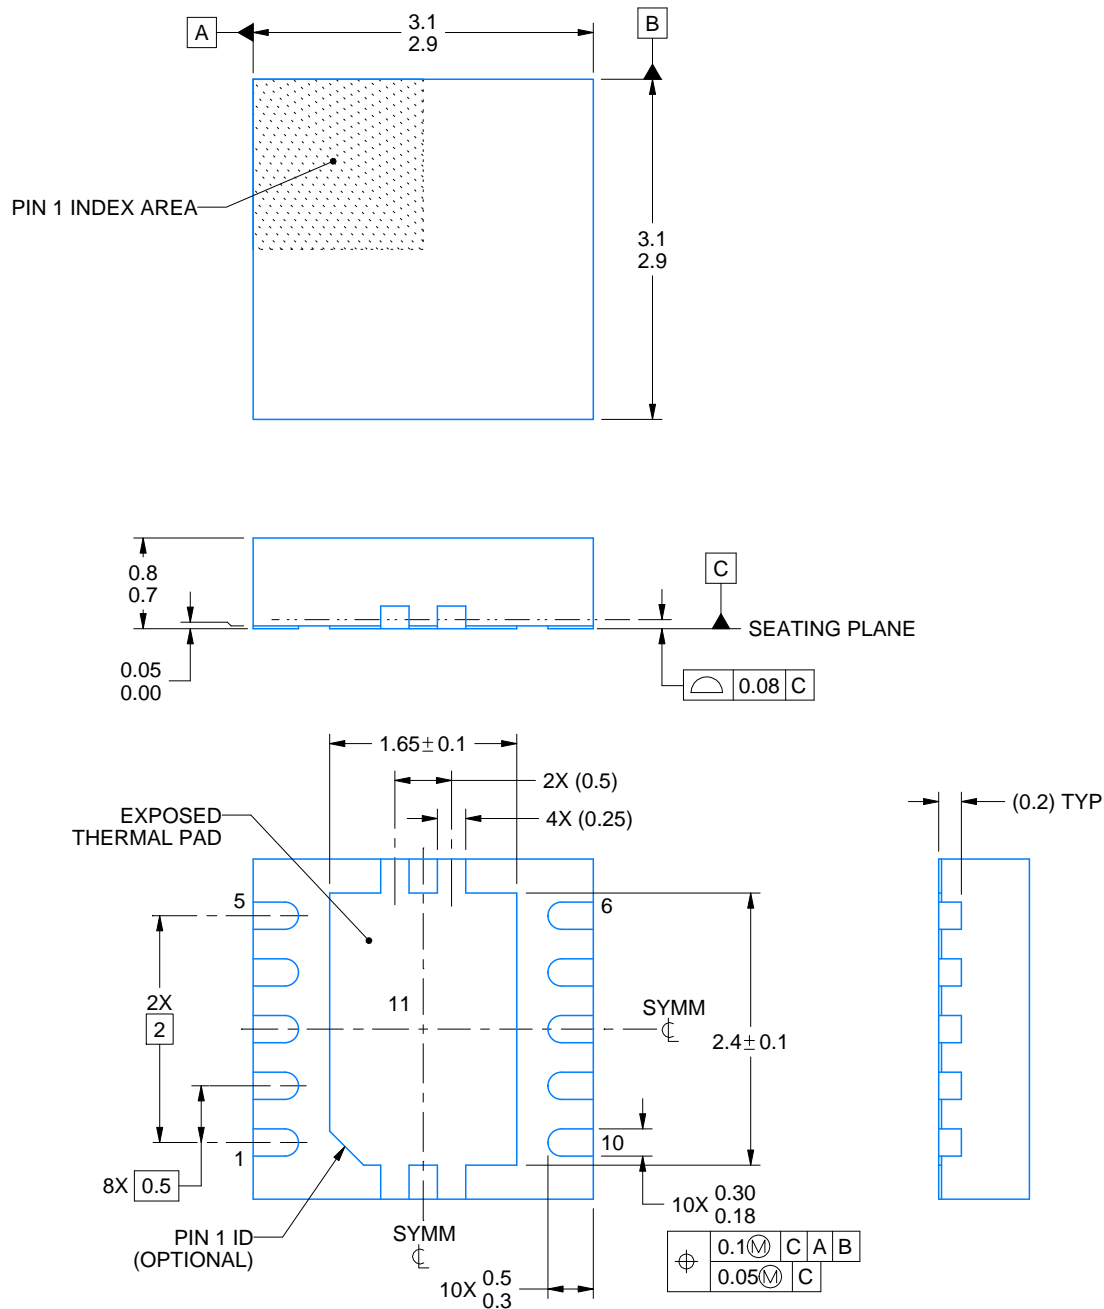 A
3.1
2.9
B
PIN 1 INDEX AREA
3.1
2.9
0.8
0.7
C
SEATING PLANE
0.05
0.00
0.08 C
1.65± 0.1
2X (0.5)
4X (0.25)
(0.2) TYP
EXPOSED
THERMAL PAD
5
6
2X
2
11
SYMM
℄
2.4± 0.1
1
10
8X 0.5
10X 0.30
0.18
PIN 1 ID
(OPTIONAL)
SYMM
℄
0.1Ⓜ C A B
0.05Ⓜ C
10X 0.5
0.3